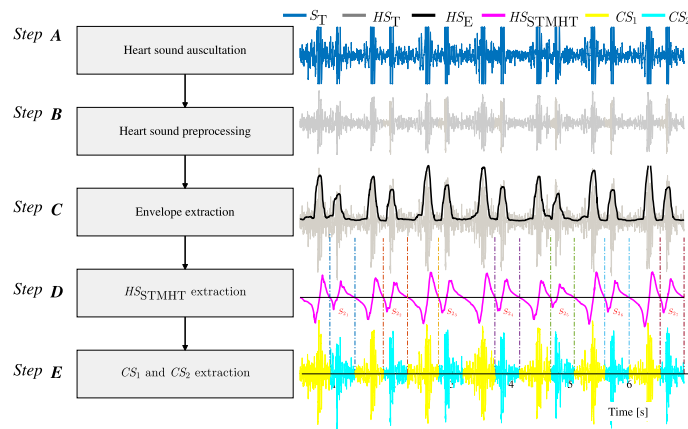 S_T HS_T HS_E HS_STMHT CS_1 CS_2
Step A
Heart sound auscultation
Step B
Heart sound preprocessing
Step C
Envelope extraction
Step D
HS_STMHT extraction
Step E
CS_1 and CS_2 extraction
3 4 5 6
Time [s]